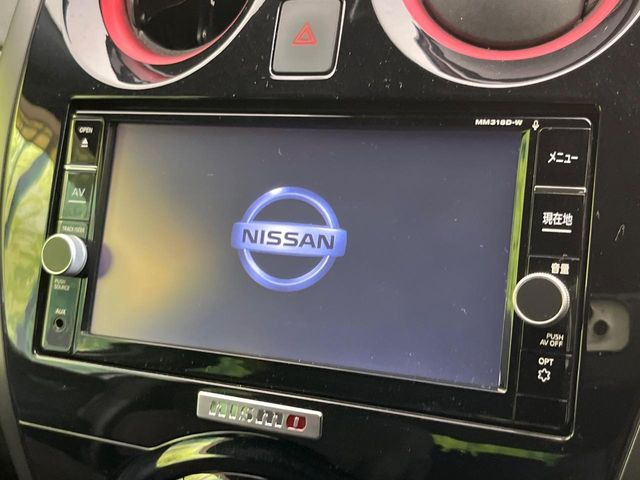 MM318D-W
OPEN
AV
TRACK/SEEK
PUSH
SOURCE
AUX
NISSAN
メニュー
現在地
音量
PUSH
AV OFF
OPT
nismo